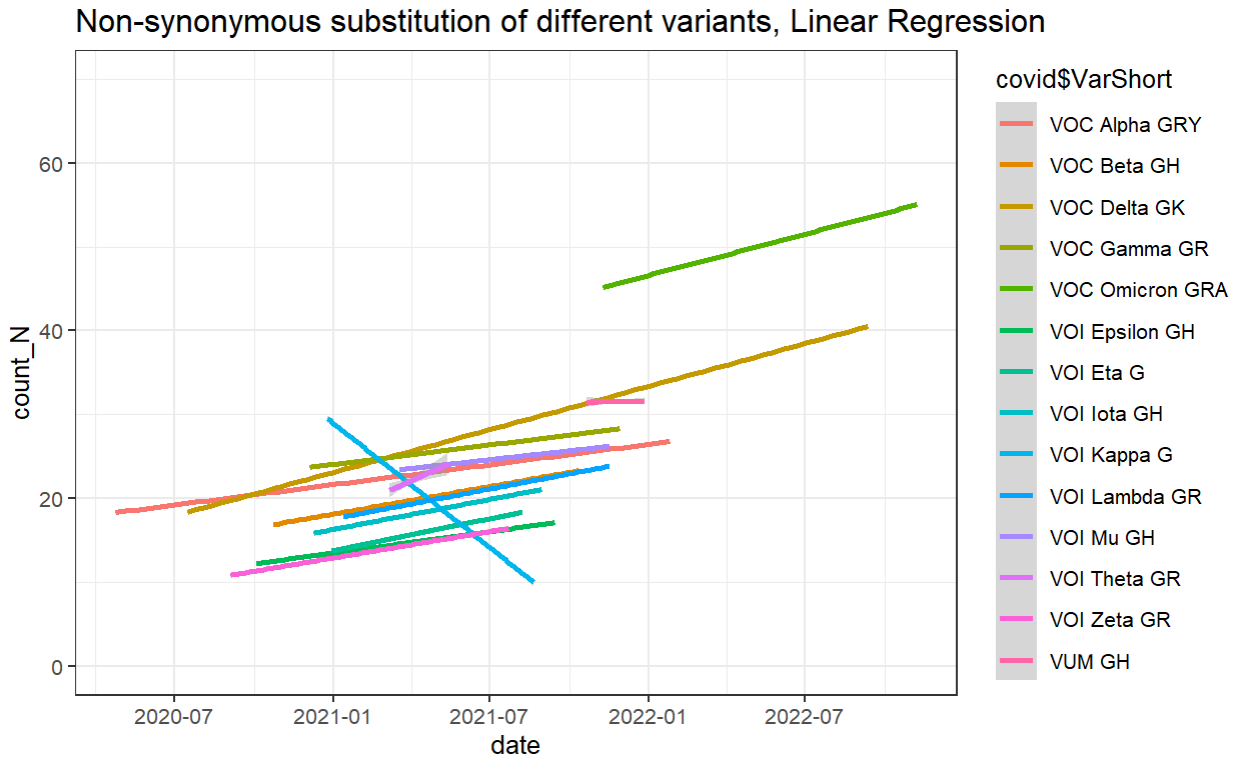 Non-synonymous substitution of different variants, Linear Regression
count_N
60
40
20
0
2020-07
2021-01
2021-07
2022-01
2022-07
date
covid$VarShort
VOC Alpha GRY
VOC Beta GH
VOC Delta GK
VOC Gamma GR
VOC Omicron GRA
VOI Epsilon GH
VOI Eta G
VOI Iota GH
VOI Kappa G
VOI Lambda GR
VOI Mu GH
VOI Theta GR
VOI Zeta GR
VUM GH